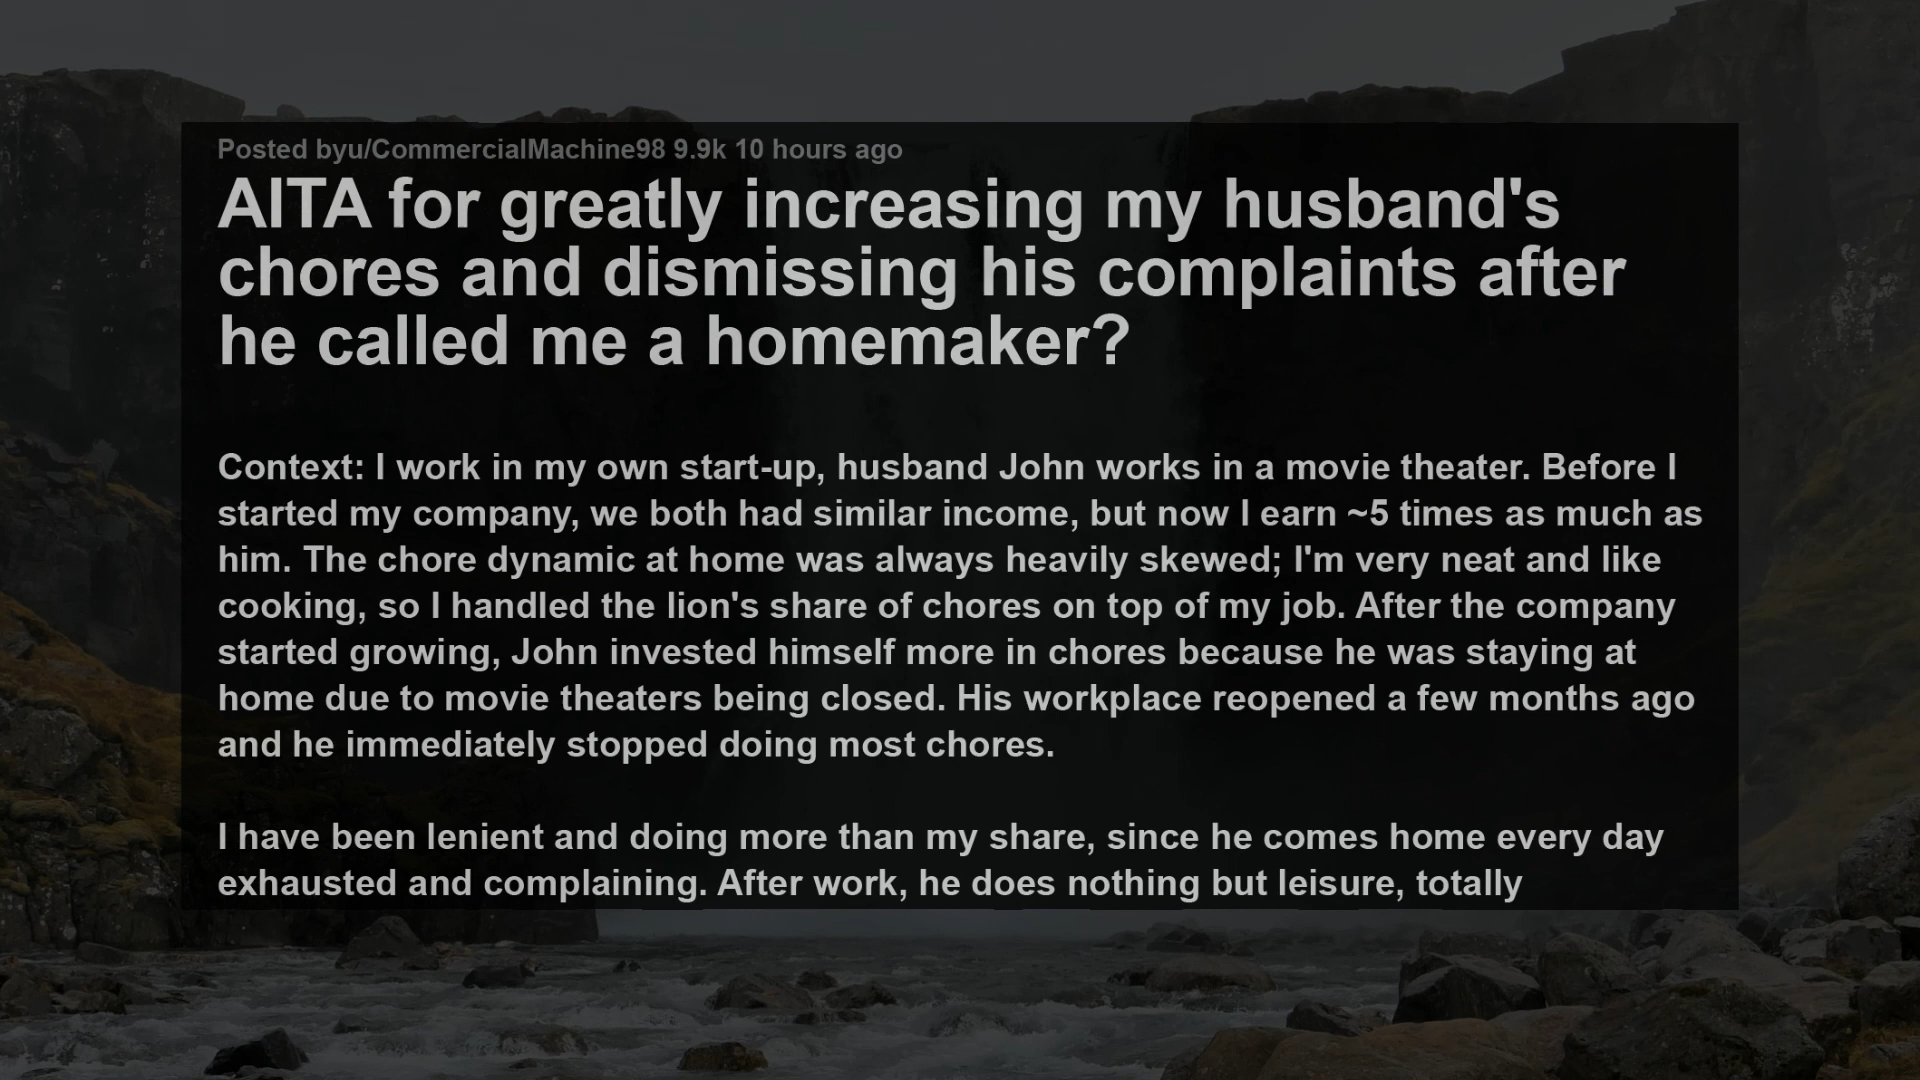 Posted byu/CommercialMachine98 9.9k 10 hours ago
AITA for greatly increasing my husband's
chores and dismissing his complaints after
he called me a homemaker?
Context: I work in my own start-up, husband John works in a movie theater. Before I
started my company, we both had similar income, but now I earn ~5 times as much as
him. The chore dynamic at home was always heavily skewed; I'm very neat and like
cooking, so I handled the lion's share of chores on top of my job. After the company
started growing, John invested himself more in chores because he was staying at
home due to movie theaters being closed. His workplace reopened a few months ago
and he immediately stopped doing most chores.
I have been lenient and doing more than my share, since he comes home every day
exhausted and complaining. After work, he does nothing but leisure, totally